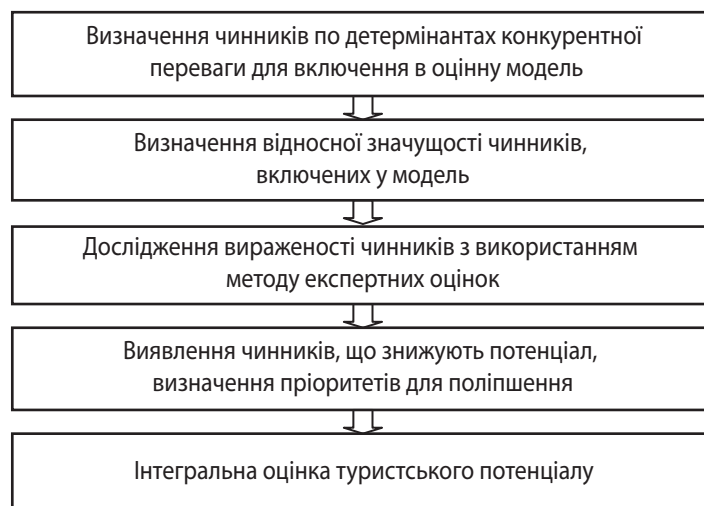 Визначення чинників по детермінантах конкурентної
переваги для включення в оцінну модель
Визначення відносної значущості чинників,
включених у модель
Дослідження вираженості чинників з використанням
методу експертних оцінок
Виявлення чинників, що знижують потенціал,
визначення пріоритетів для поліпшення
Інтегральна оцінка туристського потенціалу